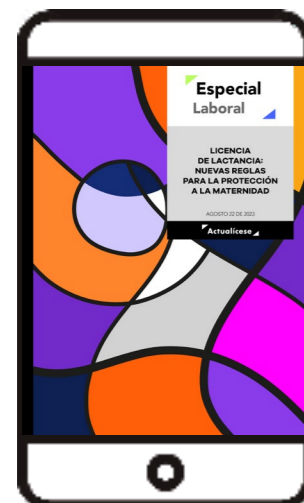 Especial
Laboral
LICENCIA
DE LACTANCIA:
NUEVAS REGLAS
PARA LA PROTECCIÓN
A LA MATERNIDAD
AGOSTO 22 DE 2023
Actualícese